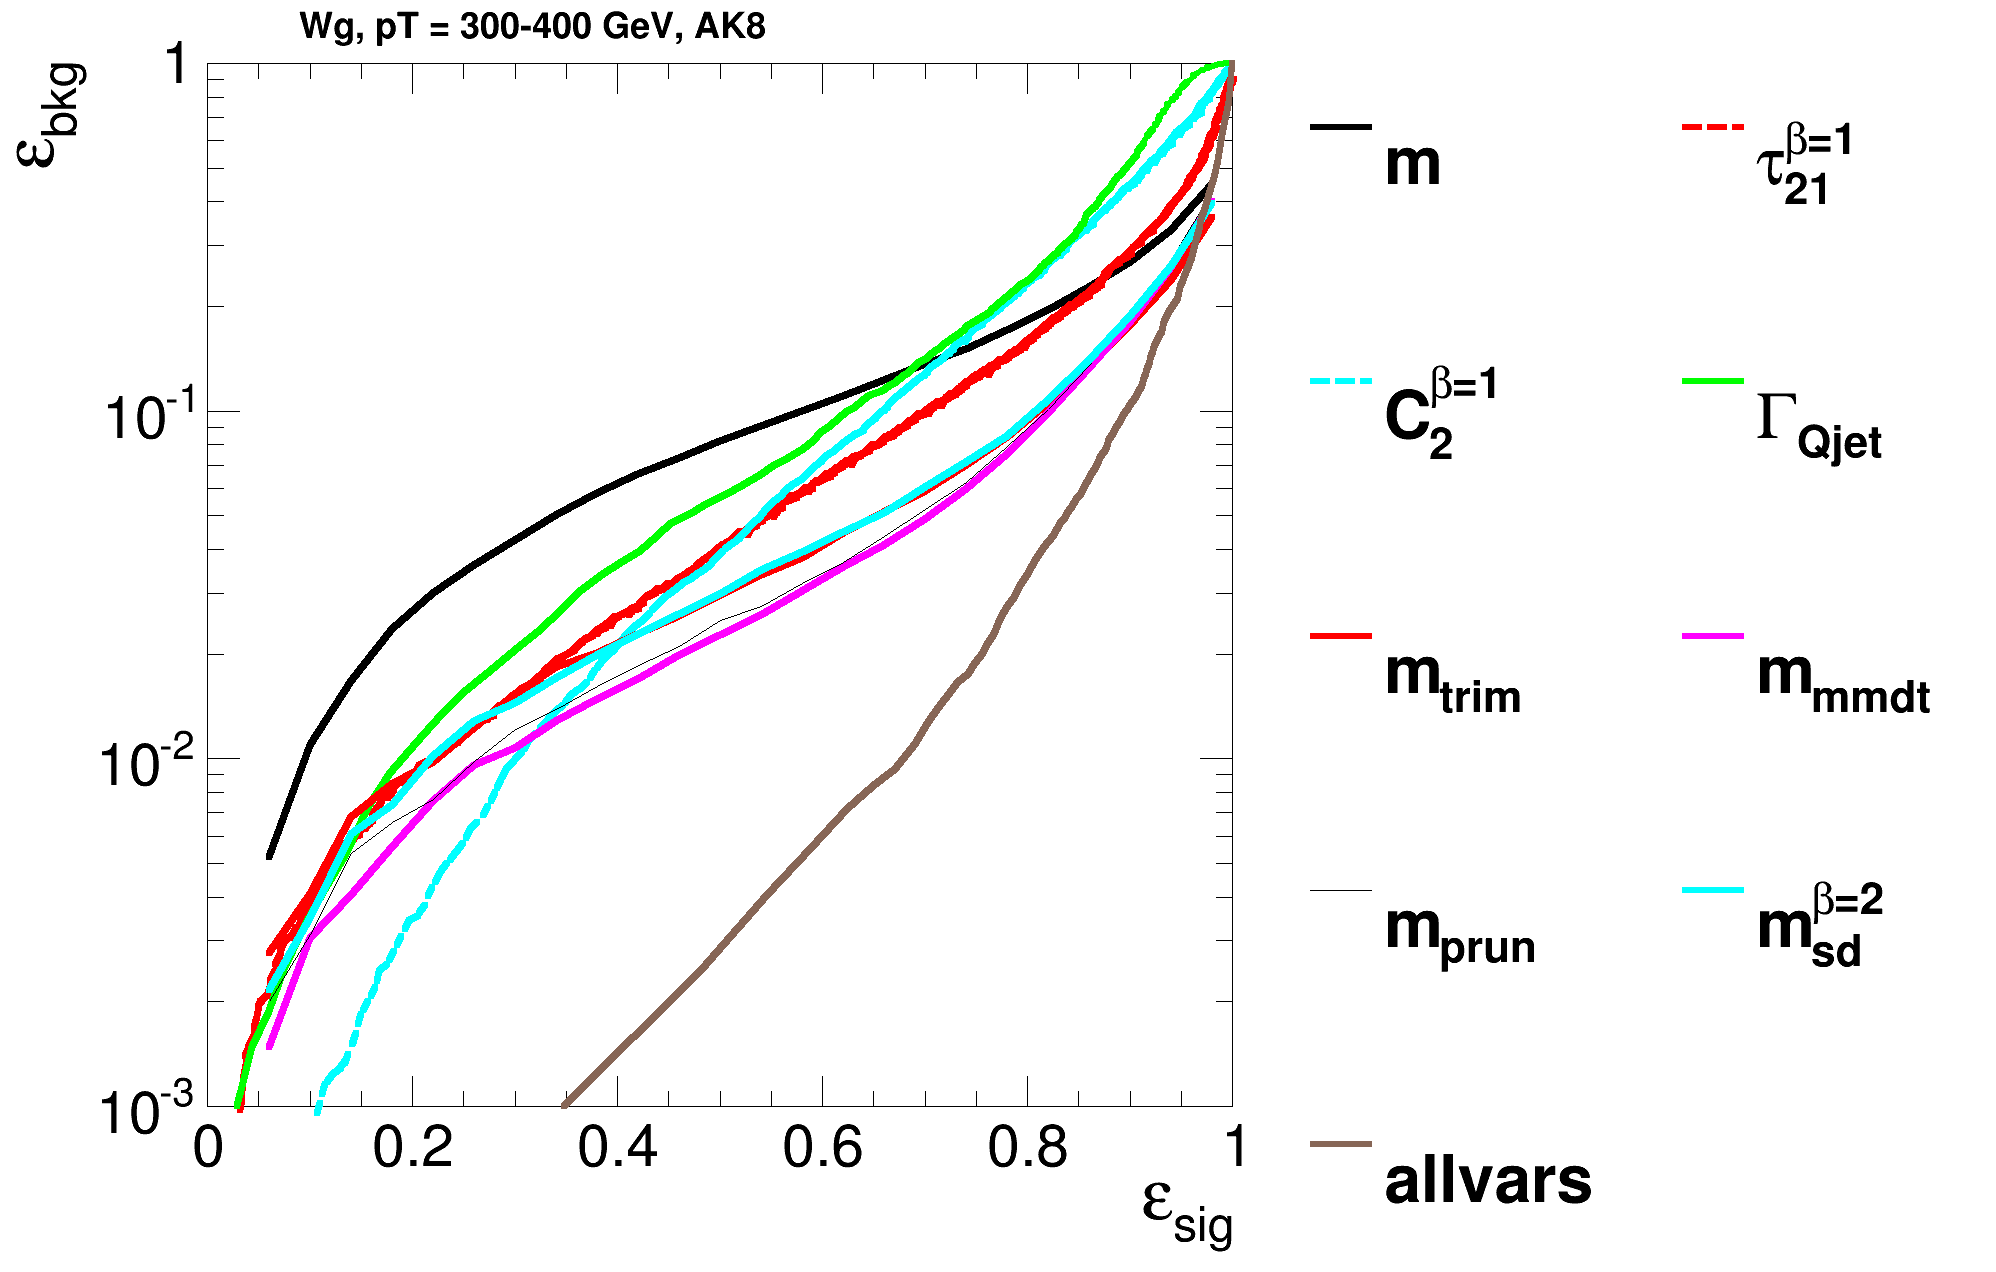 Wg, pT = 300-400 GeV, AK8
ε_bkg
1
10^-1
10^-2
10^-3
0 0.2 0.4 0.6 0.8 1
ε_sig
m
τ_21^β=1
C_2^β=1
Γ_Qjet
m_trim
m_mmdt
m_prun
m_sd^β=2
allvars